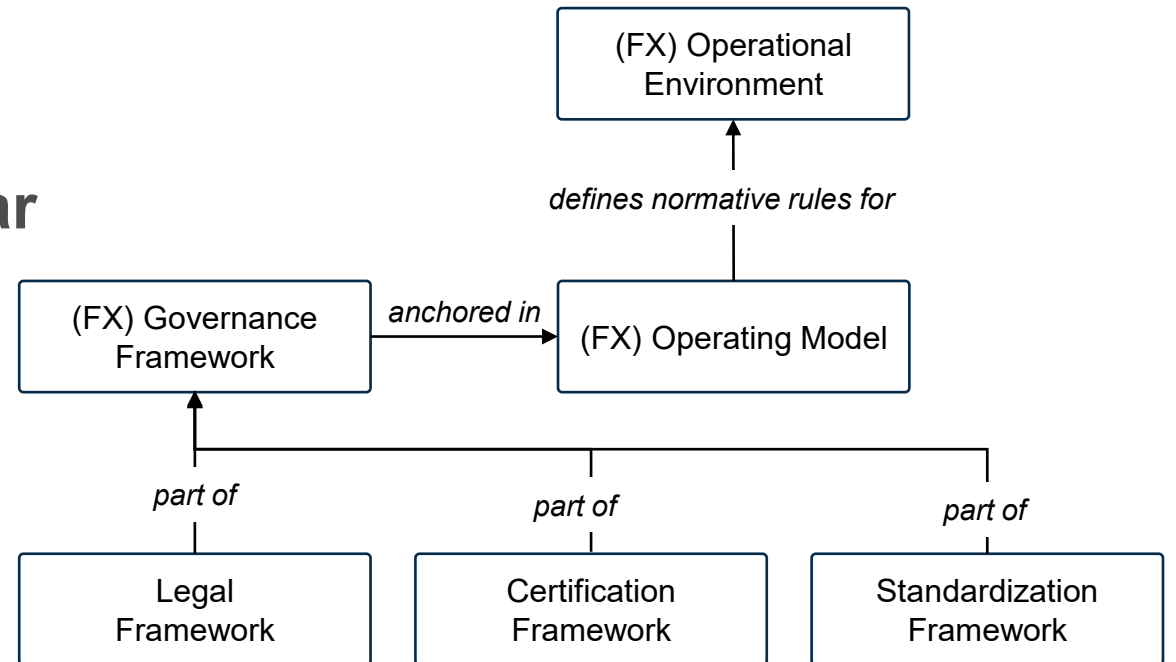 (FX) Operational
Environment
defines normative rules for
ar
(FX) Governance
Framework
anchored in
(FX) Operating Model
part of
part of
part of
Legal
Framework
Certification
Framework
Standardization
Framework